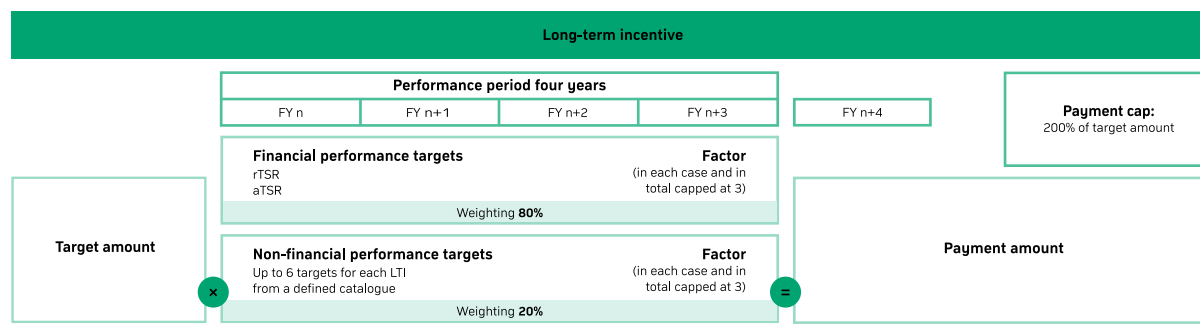 Long-term incentive
Performance period four years
FY n
FY n+1
FY n+2
FY n+3
FY n+4
Payment cap:
200% of target amount
Financial performance targets
rTSR
aTSR
Factor
(in each case and in
total capped at 3)
Weighting 80%
Target amount
×
Non-financial performance targets
Up to 6 targets for each LTI
from a defined catalogue
Factor
(in each case and in
total capped at 3)
Weighting 20%
=
Payment amount